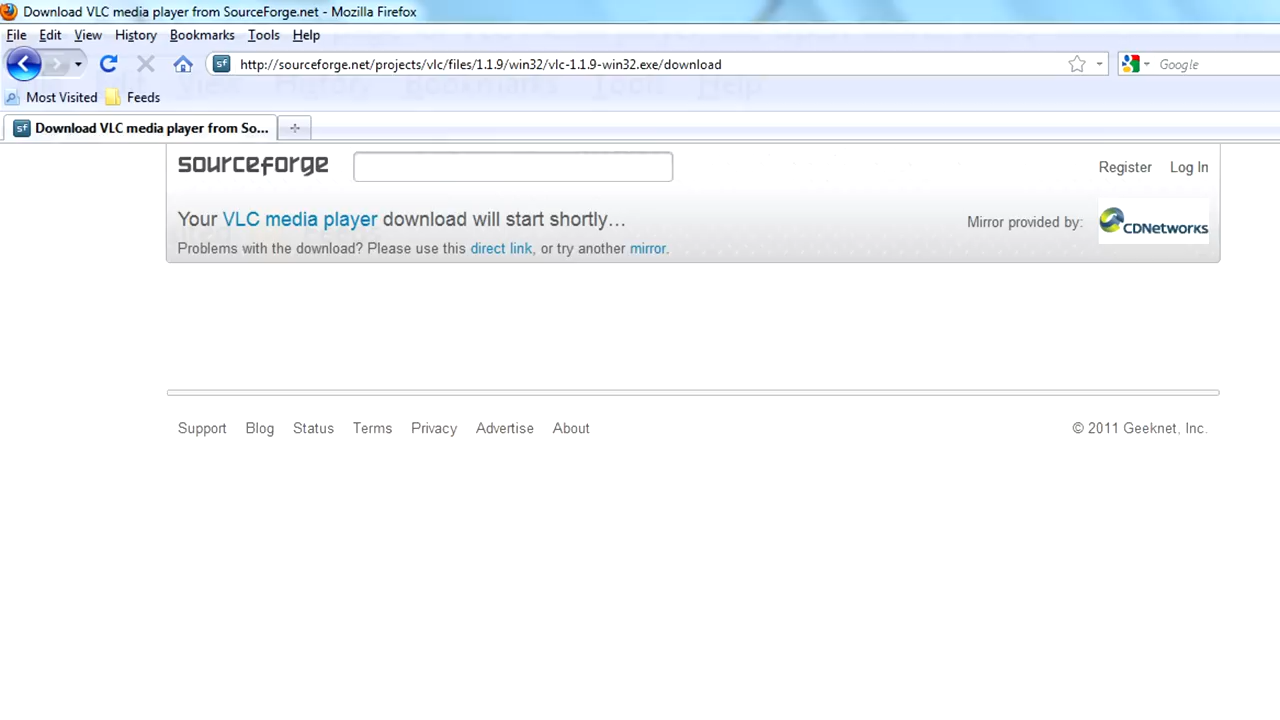 Download VLC media player from SourceForge.net - Mozilla Firefox
File Edit View History Bookmarks Tools Help
http://sourceforge.net/projects/vlc/files/1.1.9/win32/vlc-1.1.9-win32.exe/download Google
Most Visited Feeds
sf Download VLC media player from So...
sourceforge Register Log In
Your VLC media player download will start shortly… Mirror provided by: CDNetworks
Problems with the download? Please use this direct link, or try another mirror.
Support Blog Status Terms Privacy Advertise About © 2011 Geeknet, Inc.